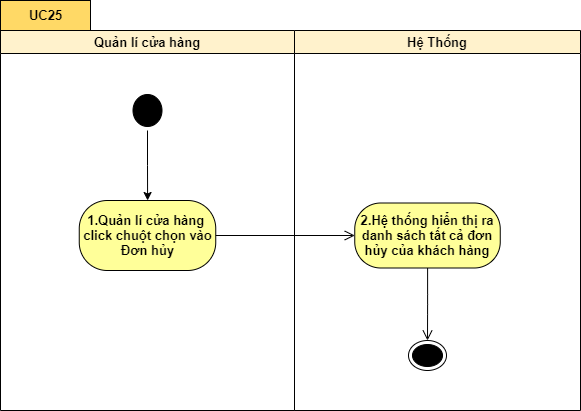 UC25
Quản lí cửa hàng
Hệ Thống
1.Quản lí cửa hàng
click chuột chọn vào
Đơn hủy
2.Hệ thống hiển thị ra
danh sách tất cả đơn
hủy của khách hàng